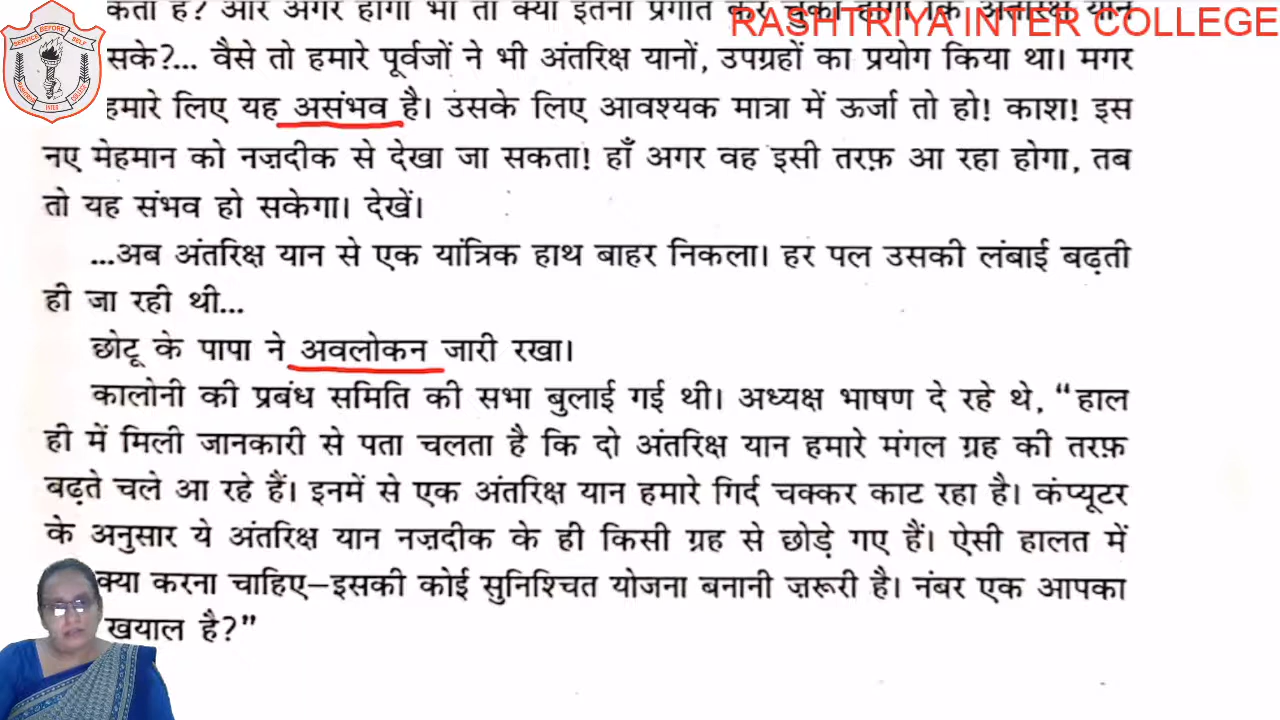 RASHTRIYA INTER COLLEGE
सके?... वैसे तो हमारे पूर्वजों ने भी अंतरिक्ष यानों, उपग्रहों का प्रयोग किया था। मगर
हमारे लिए यह असंभव है। उसके लिए आवश्यक मात्रा में ऊर्जा तो हो! काश! इस
नए मेहमान को नज़दीक से देखा जा सकता! हाँ अगर वह इसी तरफ़ आ रहा होगा, तब
तो यह संभव हो सकेगा। देखें।
...अब अंतरिक्ष यान से एक यांत्रिक हाथ बाहर निकला। हर पल उसकी लंबाई बढ़ती
ही जा रही थी...
छोटू के पापा ने अवलोकन जारी रखा।
कालोनी की प्रबंध समिति की सभा बुलाई गई थी। अध्यक्ष भाषण दे रहे थे, “हाल
ही में मिली जानकारी से पता चलता है कि दो अंतरिक्ष यान हमारे मंगल ग्रह की तरफ़
बढ़ते चले आ रहे हैं। इनमें से एक अंतरिक्ष यान हमारे गिर्द चक्कर काट रहा है। कंप्यूटर
के अनुसार ये अंतरिक्ष यान नज़दीक के ही किसी ग्रह से छोड़े गए हैं। ऐसी हालत में
क्या करना चाहिए–इसकी कोई सुनिश्चित योजना बनानी ज़रूरी है। नंबर एक आपका
खयाल है?”